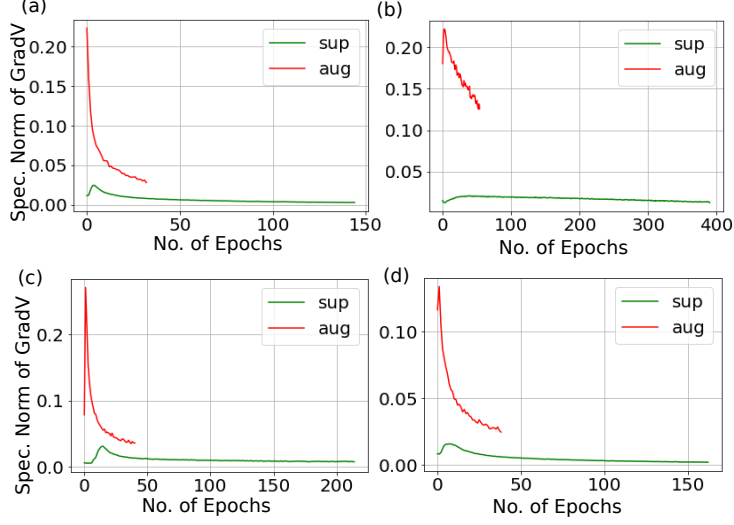 (a)
Spec. Norm of GradV
0.20
0.15
0.10
0.05
0.00
sup
aug
0
50
100
150
No. of Epochs
(b)
0.20
0.15
0.10
0.05
sup
aug
0
100
200
300
400
No. of Epochs
(c)
Spec. Norm of GradV
0.2
0.1
0.0
sup
aug
0
50
100
150
200
No. of Epochs
(d)
0.10
0.05
0.00
sup
aug
0
50
100
150
No. of Epochs